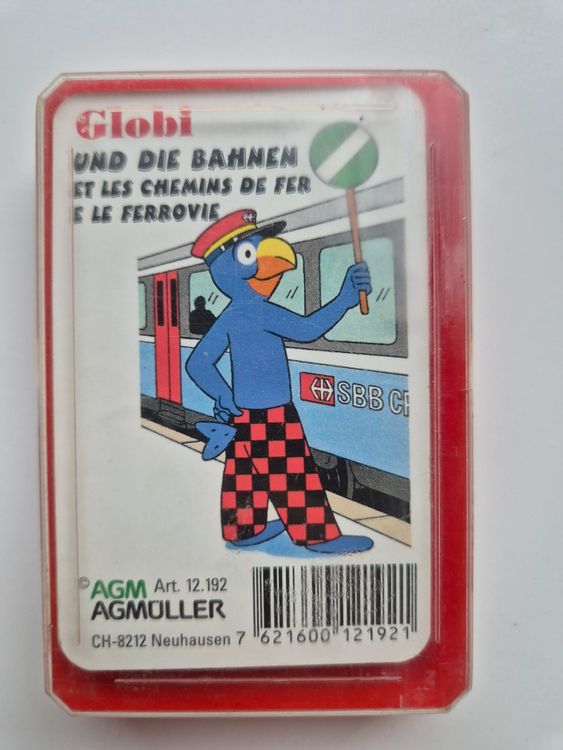 Globi
UND DIE BAHNEN
ET LES CHEMINS DE FER
E LE FERROVIE
SBB CF
© AGM Art. 12.192
AGMÜLLER
CH-8212 Neuhausen
7 621600 121921